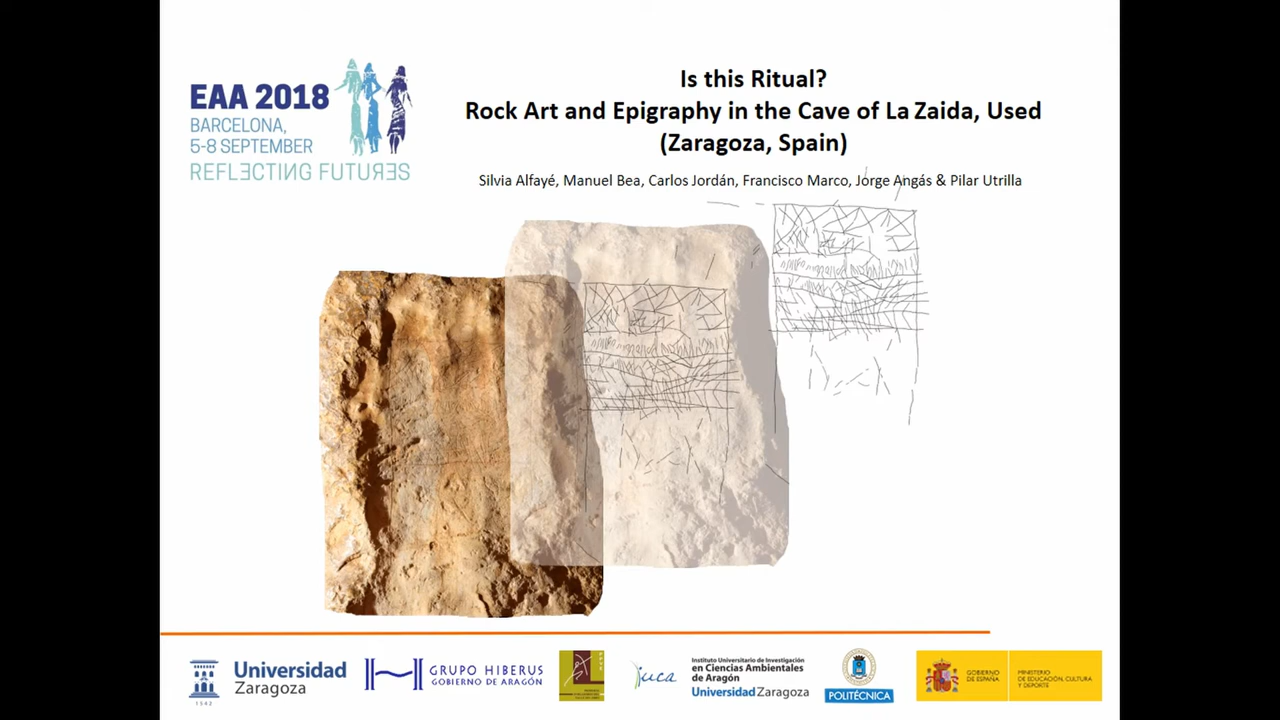 EAA 2018
BARCELONA,
5-8 SEPTEMBER
REFLECTING FUTURES
Is this Ritual?
Rock Art and Epigraphy in the Cave of La Zaida, Used
(Zaragoza, Spain)
Silvia Alfayé, Manuel Bea, Carlos Jordán, Francisco Marco, Jorge Angás & Pilar Utrilla
Universidad
Zaragoza
1542
GRUPO HIBERUS
GOBIERNO DE ARAGÓN
iuca
Instituto Universitario de Investigación
en Ciencias Ambientales
de Aragón
Universidad Zaragoza
POLITÉCNICA
GOBIERNO
DE ESPAÑA
MINISTERIO
DE EDUCACIÓN, CULTURA
Y DEPORTE